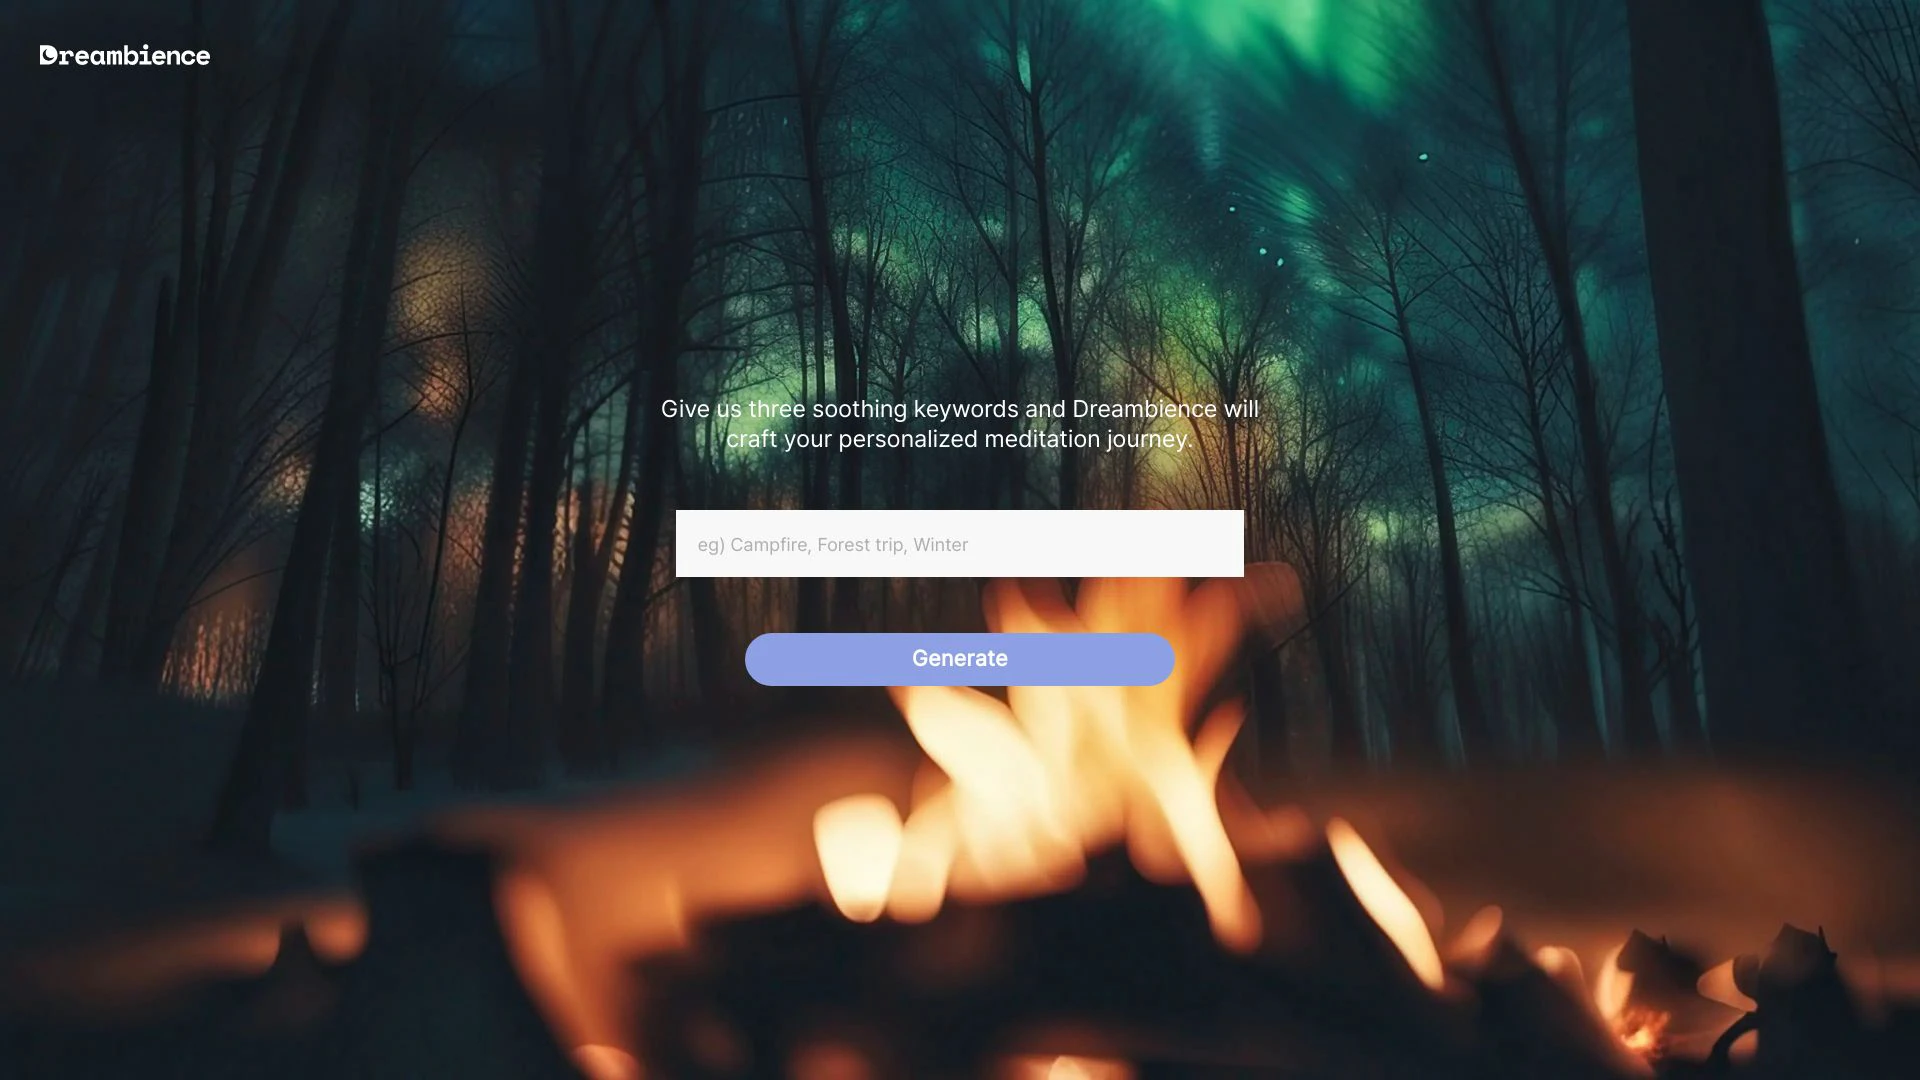 Dreambience
Give us three soothing keywords and Dreambience will
craft your personalized meditation journey.
eg) Campfire, Forest trip, Winter
Generate